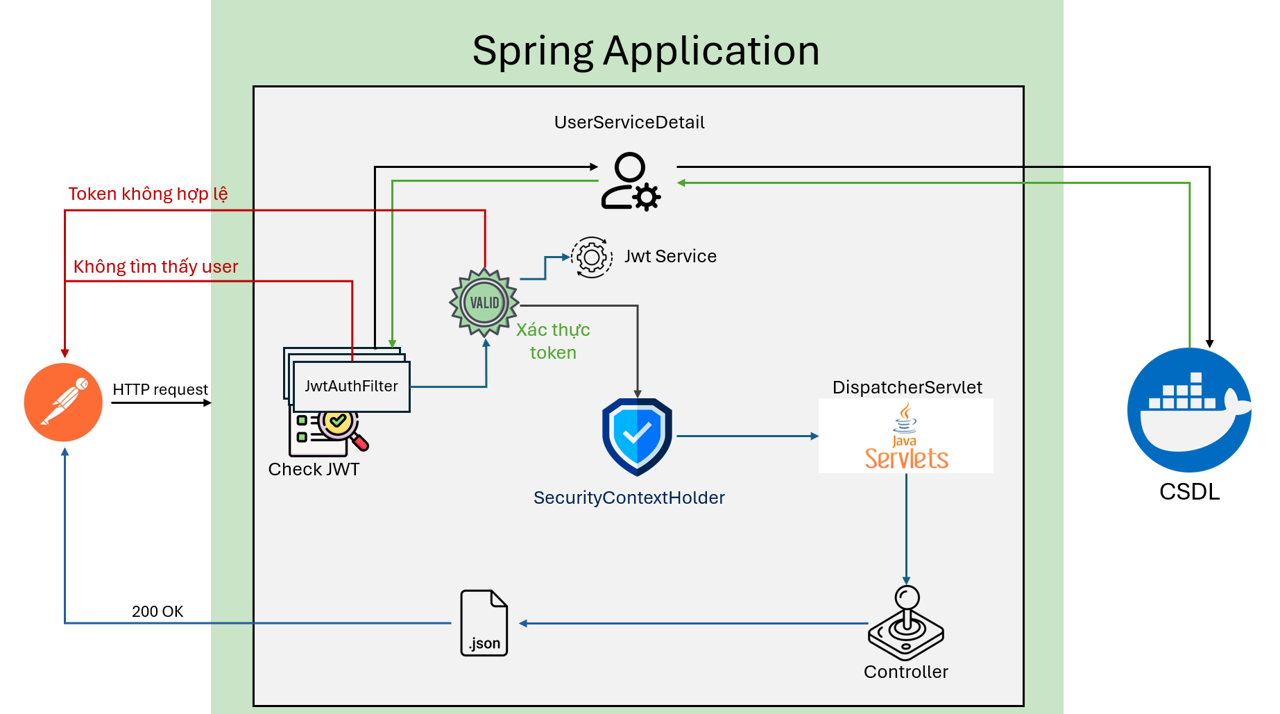 Spring Application
UserServiceDetail
Token không hợp lệ
Jwt Service
Không tìm thấy user
VALID
Xác thực
token
JwtAuthFilter
HTTP request
DispatcherServlet
Java
Servlets
Check JWT
SecurityContextHolder
CSDL
200 OK
.json
Controller